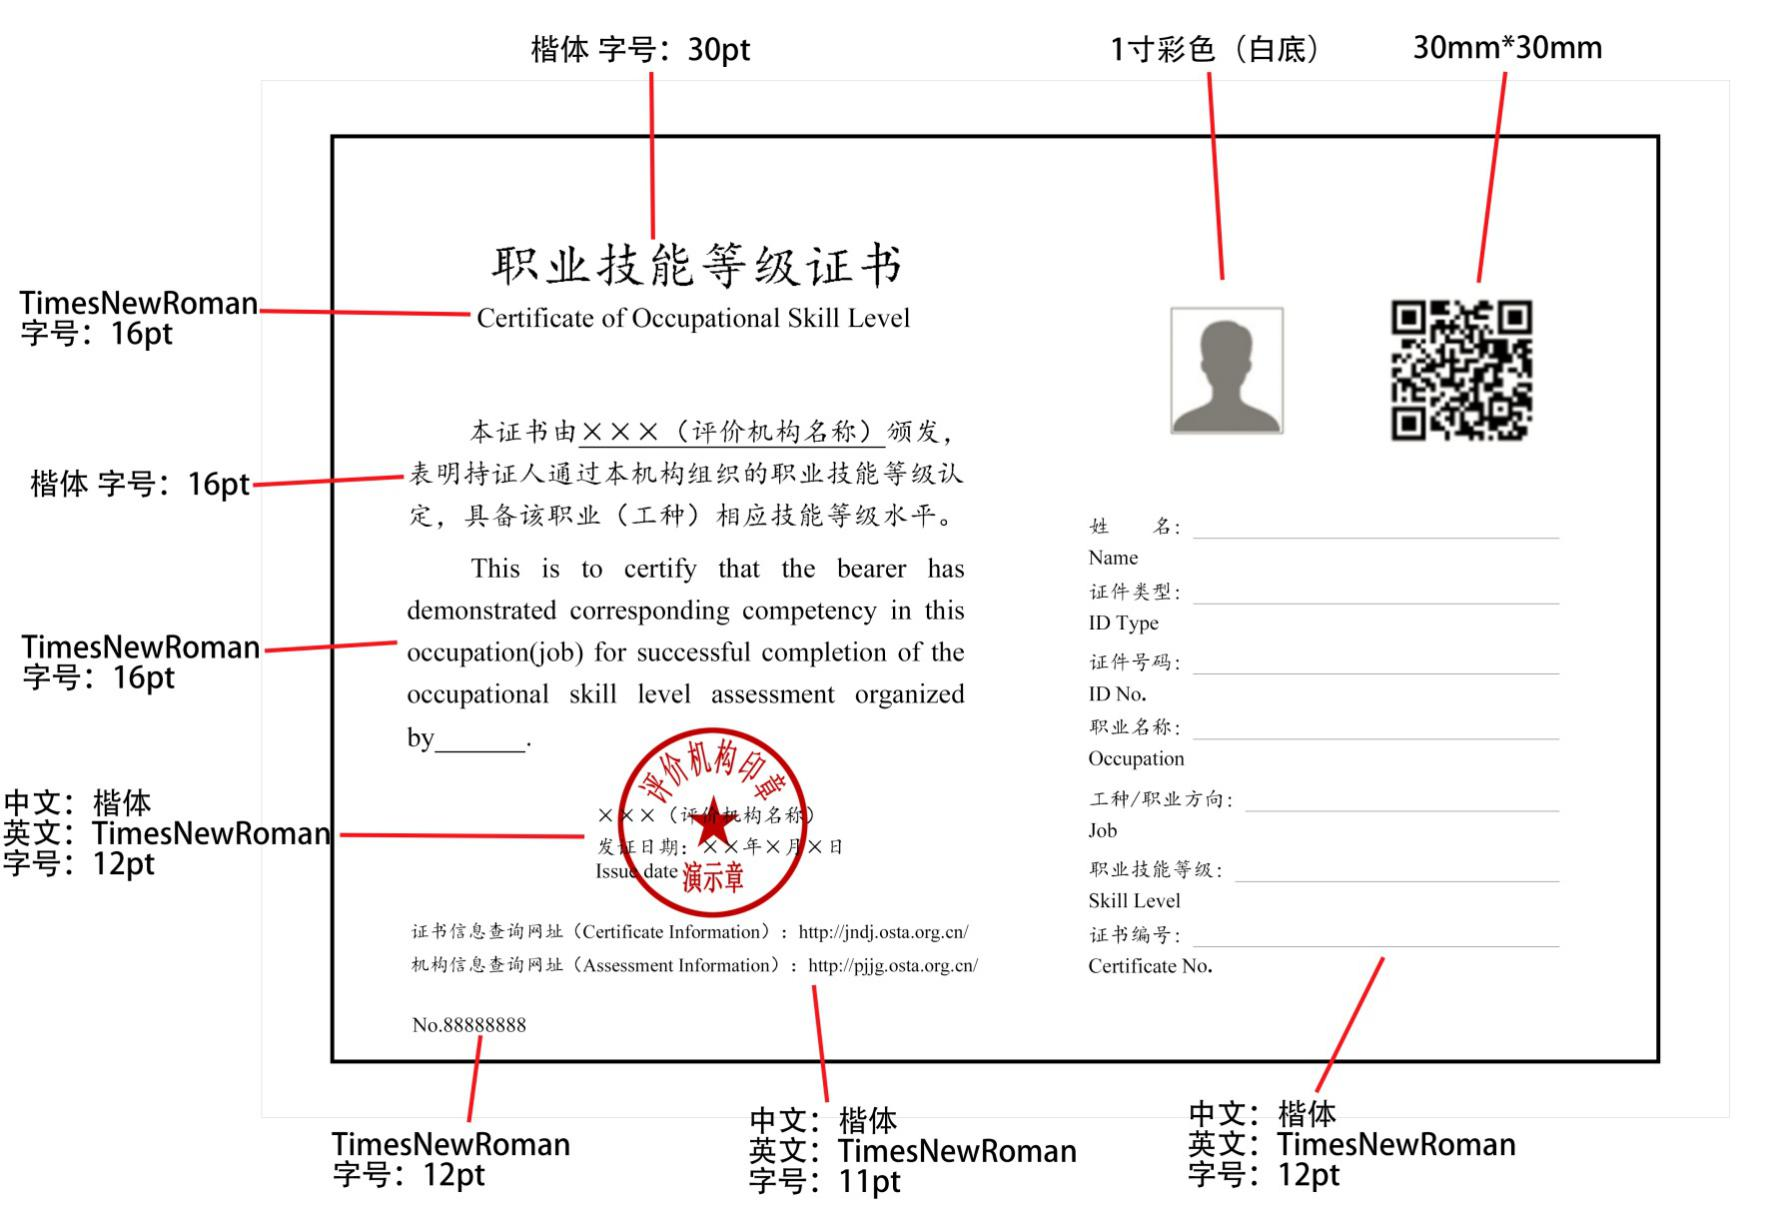 楷体 字号：30pt
1寸彩色（白底）
30mm*30mm
职业技能等级证书
TimesNewRoman
字号：16pt
Certificate of Occupational Skill Level
本证书由×××（评价机构名称）颁发，
楷体 字号：16pt
表明持证人通过本机构组织的职业技能等级认
定，具备该职业（工种）相应技能等级水平。
This is to certify that the bearer has
demonstrated corresponding competency in this
TimesNewRoman
字号：16pt
occupation(job) for successful completion of the
occupational skill level assessment organized
by_______.
评价机构印章
中文：楷体
英文：TimesNewRoman
字号：12pt
×××（评价机构名称）
发证日期：××年×月×日
Issue date
演示章
证书信息查询网址（Certificate Information）：http://jndj.osta.org.cn/
机构信息查询网址（Assessment Information）：http://pjjg.osta.org.cn/
No.88888888
姓 名：
Name
证件类型：
ID Type
证件号码：
ID No.
职业名称：
Occupation
工种/职业方向：
Job
职业技能等级：
Skill Level
证书编号：
Certificate No.
TimesNewRoman
字号：12pt
中文：楷体
英文：TimesNewRoman
字号：11pt
中文：楷体
英文：TimesNewRoman
字号：12pt